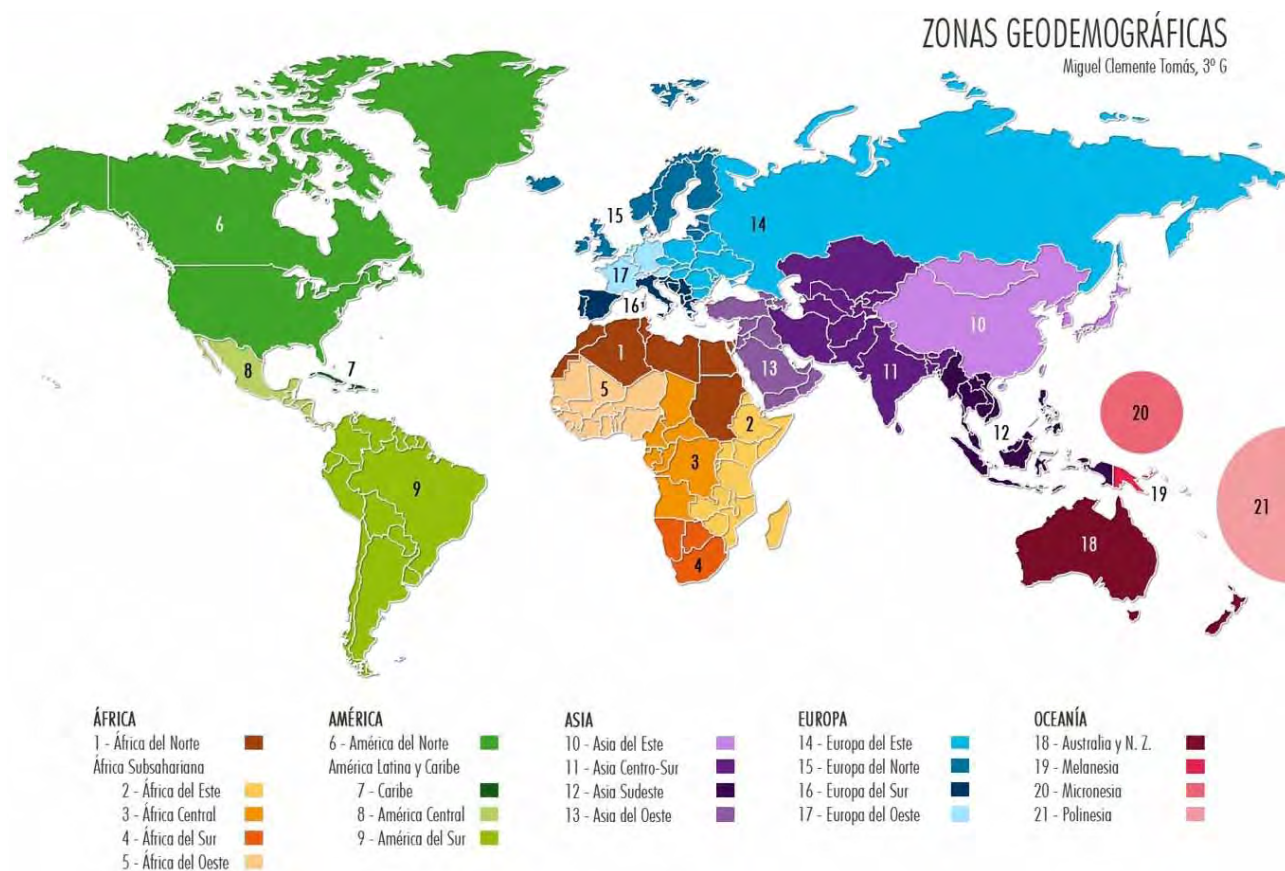 ZONAS GEODEMOGRÁFICAS
Miguel Clemente Tomás, 3º G
6
15
14
17
16
10
8
7
1
13
11
5
2
12
20
3
9
19
21
18
4
ÁFRICA
1 - África del Norte
África Subsahariana
2 - África del Este
3 - África Central
4 - África del Sur
5 - África del Oeste
AMÉRICA
6 - América del Norte
América Latina y Caribe
7 - Caribe
8 - América Central
9 - América del Sur
ASIA
10 - Asia del Este
11 - Asia Centro-Sur
12 - Asia Sudeste
13 - Asia del Oeste
EUROPA
14 - Europa del Este
15 - Europa del Norte
16 - Europa del Sur
17 - Europa del Oeste
OCEANÍA
18 - Australia y N. Z.
19 - Melanesia
20 - Micronesia
21 - Polinesia